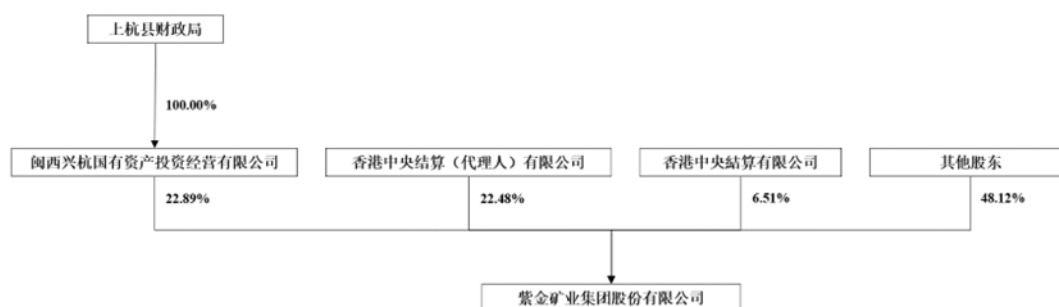 上杭县财政局
100.00%
闽西兴杭国有资产投资经营有限公司
香港中央结算（代理人）有限公司
香港中央結算有限公司
其他股东
22.89%
22.48%
6.51%
48.12%
紫金矿业集团股份有限公司